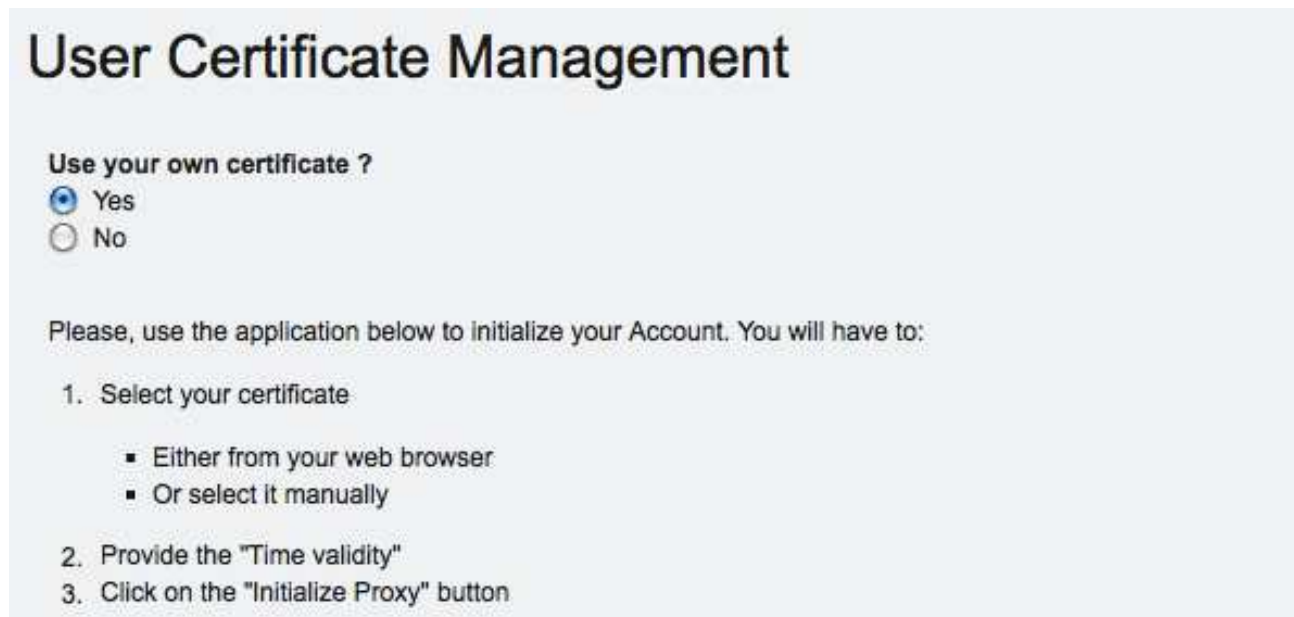 User Certificate Management
Use your own certificate ?
Yes
No
Please, use the application below to initialize your Account. You will have to:
1. Select your certificate
▪ Either from your web browser
▪ Or select it manually
2. Provide the "Time validity"
3. Click on the "Initialize Proxy" button